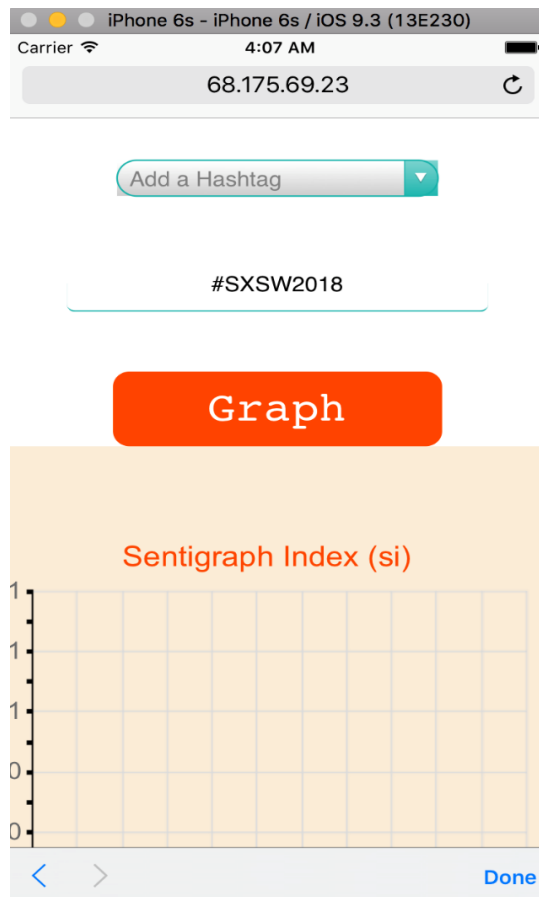 iPhone 6s - iPhone 6s / iOS 9.3 (13E230)
Carrier 4:07 AM
68.175.69.23
Add a Hashtag
#SXSW2018
Graph
Sentigraph Index (si)
1
1
1
0
0
Done